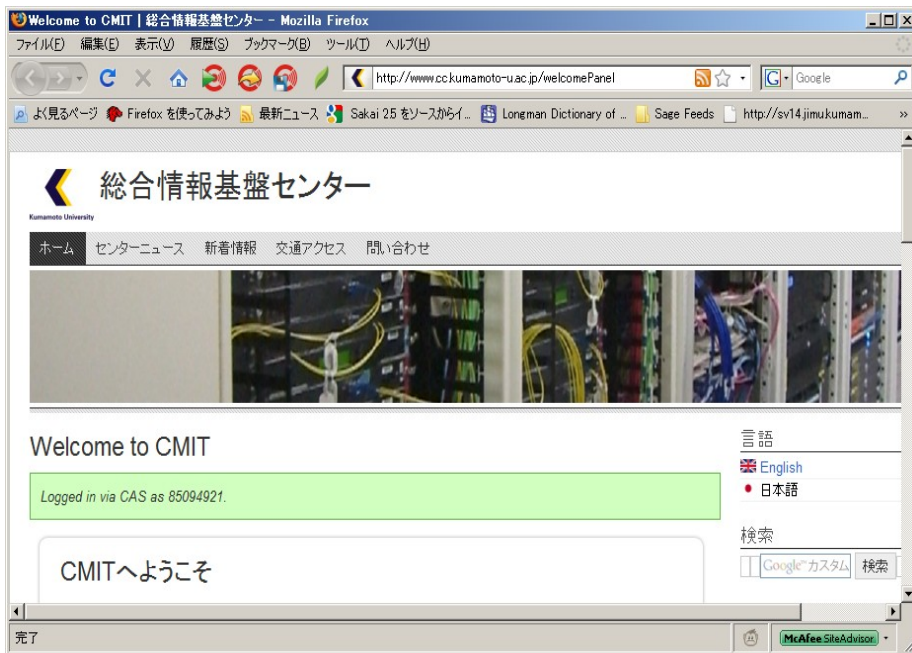 Welcome to CMIT | 総合情報基盤センター - Mozilla Firefox
ファイル(F) 編集(E) 表示(V) 履歴(S) ブックマーク(B) ツール(T) ヘルプ(H)
http://www.cc.kumamoto-u.ac.jp/welcomePanel
G Google
よく見るページ Firefox を使ってみよう 最新ニュース Sakai 25 をソースからイ... Longman Dictionary of ... Sage Feeds http://sv14.jimu.kumam... »
総合情報基盤センター
Kumamoto University
ホーム センターニュース 新着情報 交通アクセス 問い合わせ
Welcome to CMIT
Logged in via CAS as 85094921.
CMITへようこそ
言語
English
日本語
検索
Google™ カスタム 検索
完了
McAfee SiteAdvisor